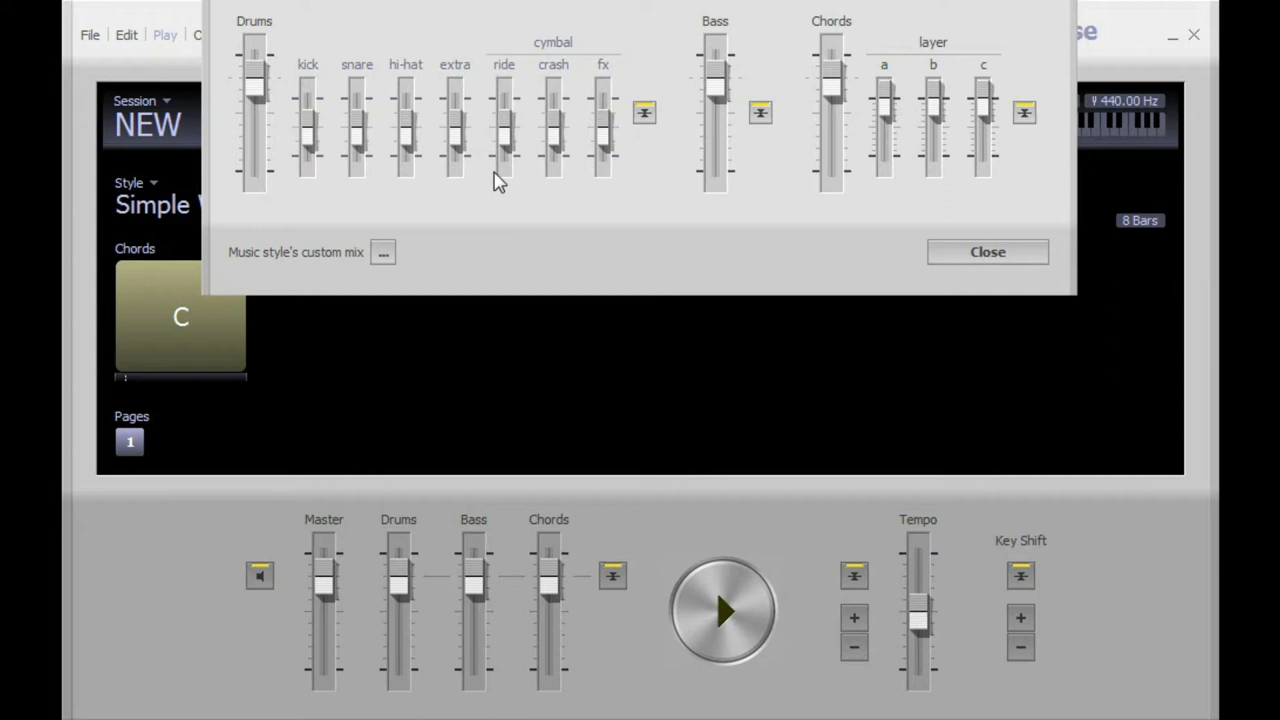 File Edit Play
Drums
Bass
Chords
cymbal
layer
kick snare hi-hat extra ride crash fx
a b c
Session
NEW
440.00 Hz
Style
Simple
8 Bars
Chords
Music style's custom mix ...
Close
C
Pages
1
Master Drums Bass Chords
Tempo
Key Shift
+ +
− −